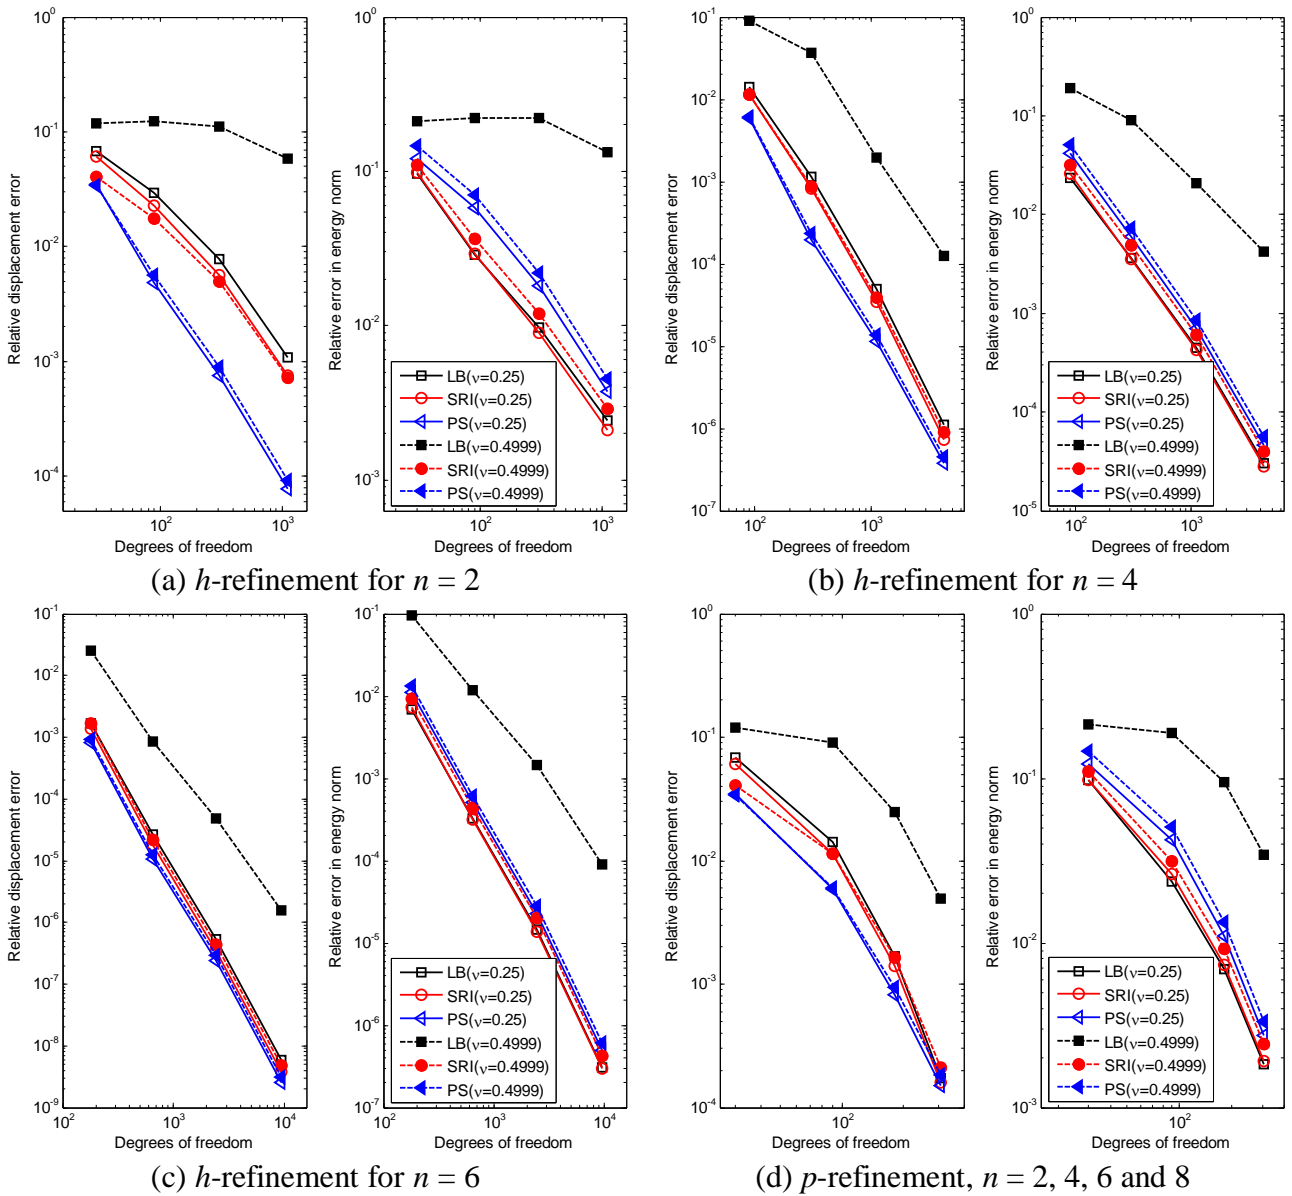 10^0
10^-1
10^-2
10^-3
10^-4
10^2
10^3
Relative displacement error
Degrees of freedom
10^0
10^-1
10^-2
10^-3
10^2
10^3
Relative error in energy norm
Degrees of freedom
LB(ν=0.25)
SRI(ν=0.25)
PS(ν=0.25)
LB(ν=0.4999)
SRI(ν=0.4999)
PS(ν=0.4999)
(a) h-refinement for n = 2
10^-1
10^-2
10^-3
10^-4
10^-5
10^-6
10^-7
10^2
10^3
Relative displacement error
Degrees of freedom
10^0
10^-1
10^-2
10^-3
10^-4
10^-5
10^2
10^3
Relative error in energy norm
Degrees of freedom
LB(ν=0.25)
SRI(ν=0.25)
PS(ν=0.25)
LB(ν=0.4999)
SRI(ν=0.4999)
PS(ν=0.4999)
(b) h-refinement for n = 4
10^-1
10^-2
10^-3
10^-4
10^-5
10^-6
10^-7
10^-8
10^-9
10^2
10^3
10^4
Relative displacement error
Degrees of freedom
10^-1
10^-2
10^-3
10^-4
10^-5
10^-6
10^-7
10^2
10^3
10^4
Relative error in energy norm
Degrees of freedom
LB(ν=0.25)
SRI(ν=0.25)
PS(ν=0.25)
LB(ν=0.4999)
SRI(ν=0.4999)
PS(ν=0.4999)
(c) h-refinement for n = 6
10^0
10^-1
10^-2
10^-3
10^-4
10^2
Relative displacement error
Degrees of freedom
10^0
10^-1
10^-2
10^-3
10^2
Relative error in energy norm
Degrees of freedom
LB(ν=0.25)
SRI(ν=0.25)
PS(ν=0.25)
LB(ν=0.4999)
SRI(ν=0.4999)
PS(ν=0.4999)
(d) p-refinement, n = 2, 4, 6 and 8